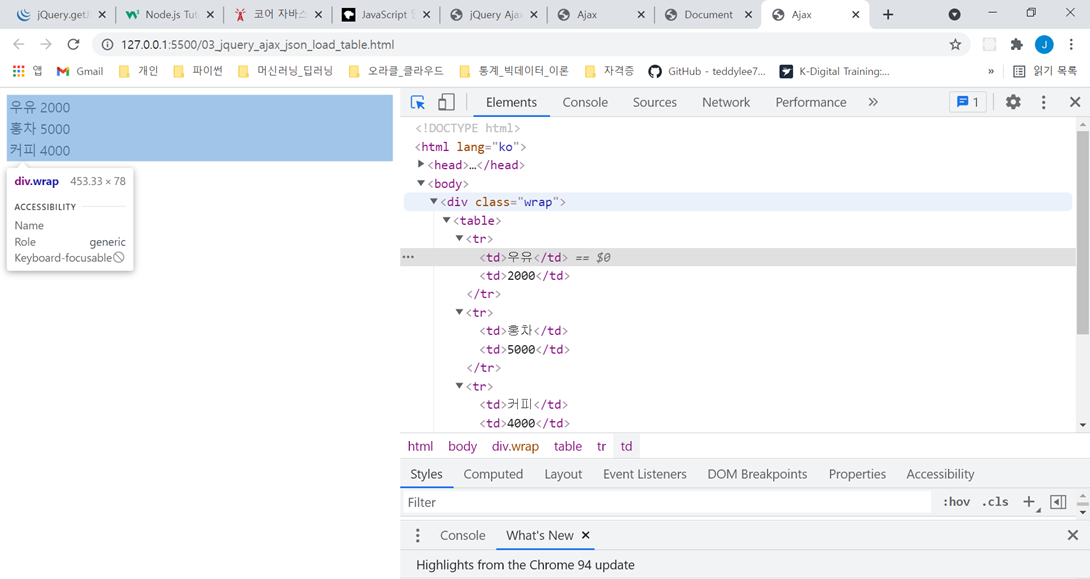 jQuery.getJ
Node.js Tut
코어 자바스
JavaScript
jQuery Ajax
Ajax
Document
Ajax
127.0.0.1:5500/03_jquery_ajax_json_load_table.html
앱 Gmail 개인 파이썬 머신러닝_딥러닝 오라클_클라우드 통계_빅데이터_이론 자격증 GitHub - teddylee7... K-Digital Training:... » 읽기 목록
우유 2000
홍차 5000
커피 4000
div.wrap 453.33 × 78
ACCESSIBILITY
Name
Role generic
Keyboard-focusable
Elements Console Sources Network Performance » 1
<!DOCTYPE html>
<html lang="ko">
<head>…</head>
<body>
<div class="wrap">
<table>
<tr>
<td>우유</td> == $0
<td>2000</td>
</tr>
<tr>
<td>홍차</td>
<td>5000</td>
</tr>
<tr>
<td>커피</td>
<td>4000</td>
html body div.wrap table tr td
Styles Computed Layout Event Listeners DOM Breakpoints Properties Accessibility
Filter :hov .cls +
Console What's New
Highlights from the Chrome 94 update